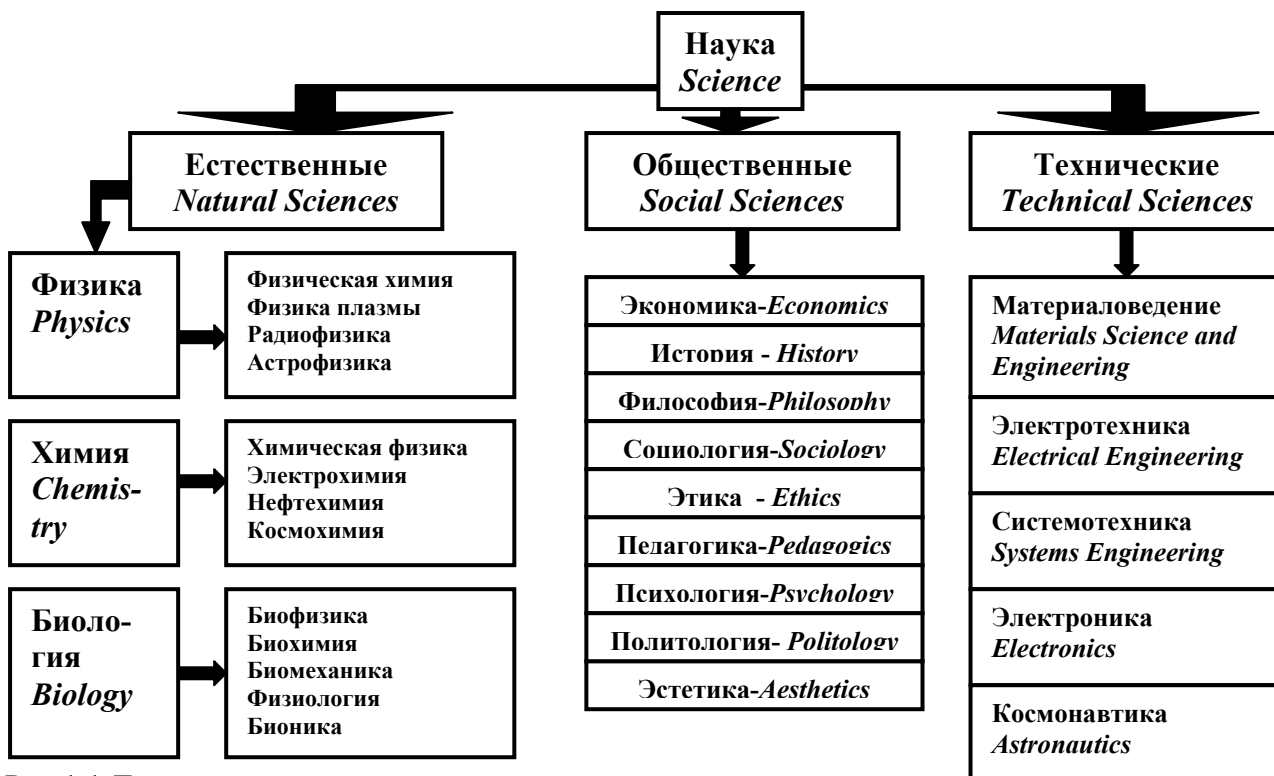 Наука
Science
Естественные
Natural Sciences
Общественные
Social Sciences
Технические
Technical Sciences
Физика
Physics
Физическая химия
Физика плазмы
Радиофизика
Астрофизика
Химия
Chemis-
try
Химическая физика
Электрохимия
Нефтехимия
Космохимия
Биоло-
гия
Biology
Биофизика
Биохимия
Биомеханика
Физиология
Бионика
Экономика-Economics
История - History
Философия-Philosophy
Социология-Sociology
Этика - Ethics
Педагогика-Pedagogics
Психология-Psychology
Политология- Politology
Эстетика-Aesthetics
Материаловедение
Materials Science and
Engineering
Электротехника
Electrical Engineering
Системотехника
Systems Engineering
Электроника
Electronics
Космонавтика
Astronautics